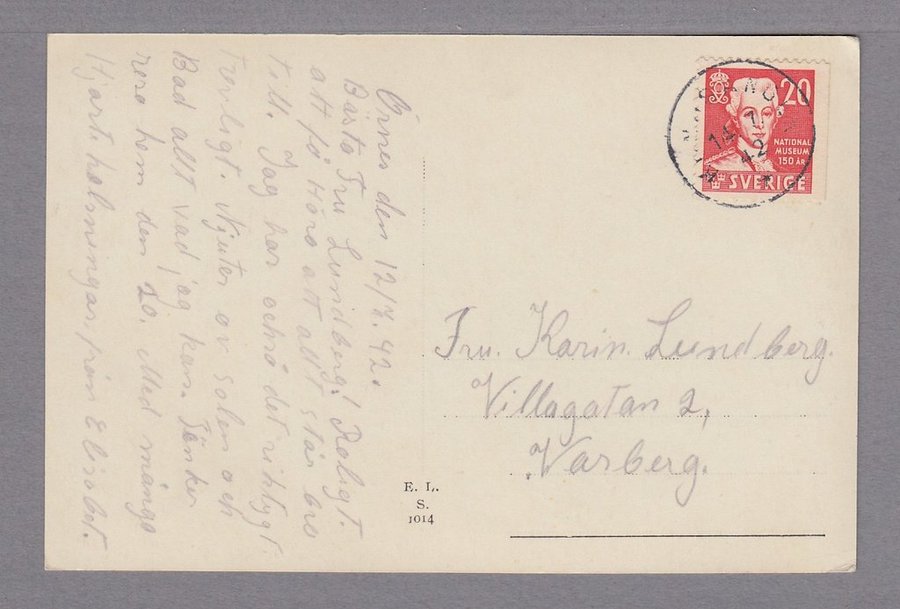 den 12/7.42.
Bästa Fru Lundberg! Roligt.
att få höra att allt står bra
till. Jag har också det riktigt
trevligt. Njuter av solen och
Bad allt vad jag kan. Tänker
resa hem den 20. Med många
Hjärt hälsningar från Elisabet.
20
NATIONAL
MUSEUM
150 ÅR
SVERIGE
42
Fru. Karin. Lundberg.
Villagatan 2,
Varberg.
E. L.
S.
1014